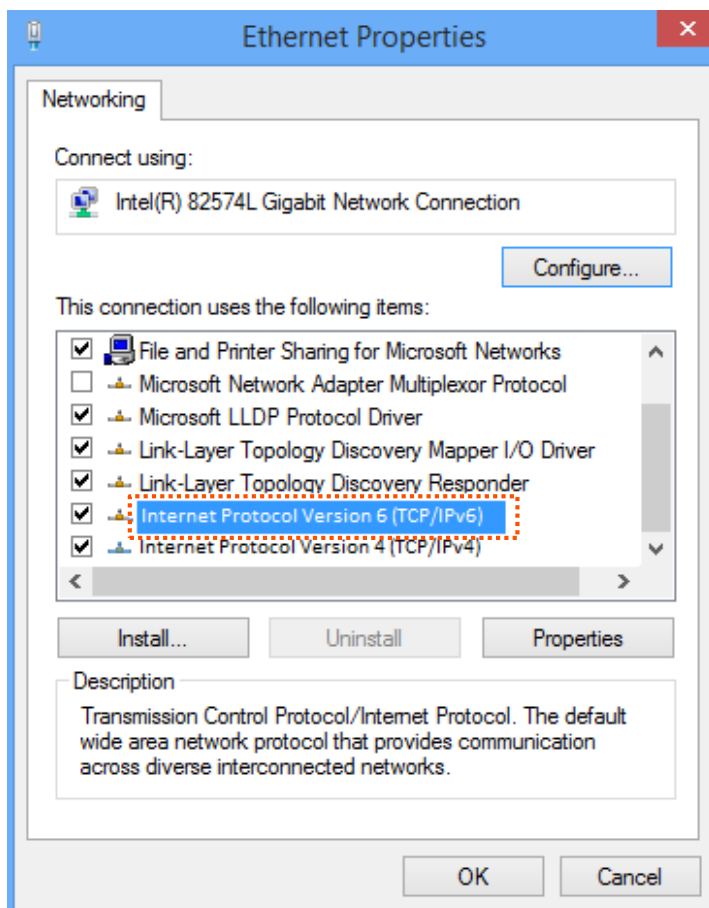 Ethernet Properties
Networking
Connect using:
Intel(R) 82574L Gigabit Network Connection
Configure...
This connection uses the following items:
File and Printer Sharing for Microsoft Networks
Microsoft Network Adapter Multiplexor Protocol
Microsoft LLDP Protocol Driver
Link-Layer Topology Discovery Mapper I/O Driver
Link-Layer Topology Discovery Responder
Internet Protocol Version 6 (TCP/IPv6)
Internet Protocol Version 4 (TCP/IPv4)
Install...
Uninstall
Properties
Description
Transmission Control Protocol/Internet Protocol. The default
wide area network protocol that provides communication
across diverse interconnected networks.
OK
Cancel